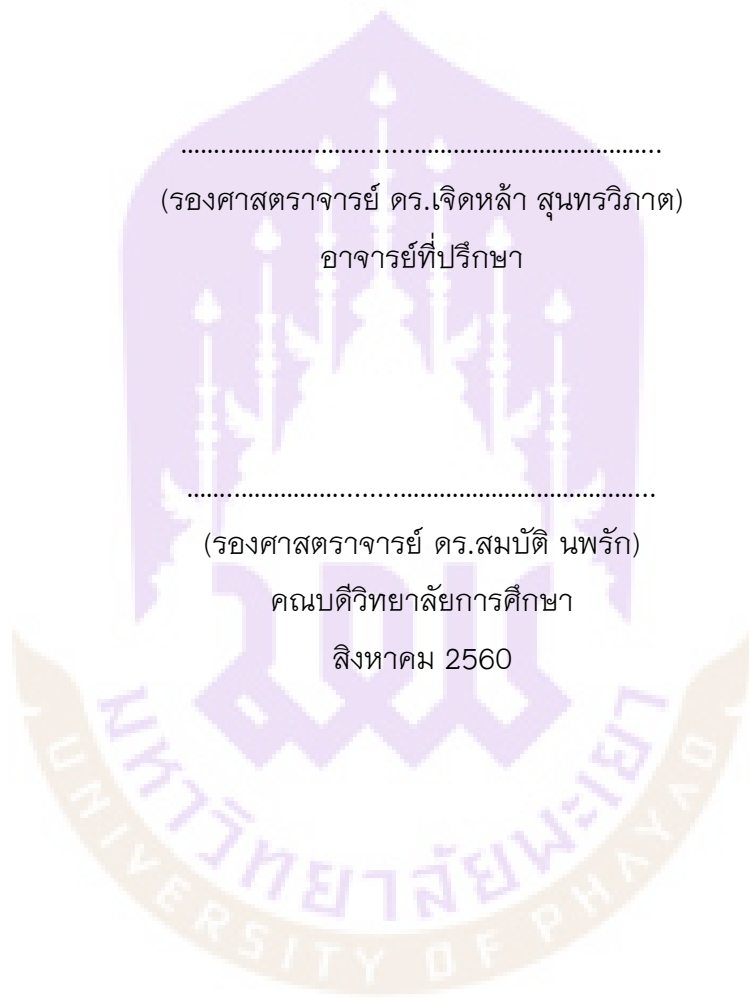 ....................................................................
(รองศาสตราจารย์ ดร.เจิดหล้า สุนทรวิภาต)
อาจารย์ที่ปรึกษา
....................................................................
(รองศาสตราจารย์ ดร.สมบัติ นพรัก)
คณบดีวิทยาลัยการศึกษา
สิงหาคม 2560
มหาวิทยาลัยพะเยา
UNIVERSITY OF PHAYAO